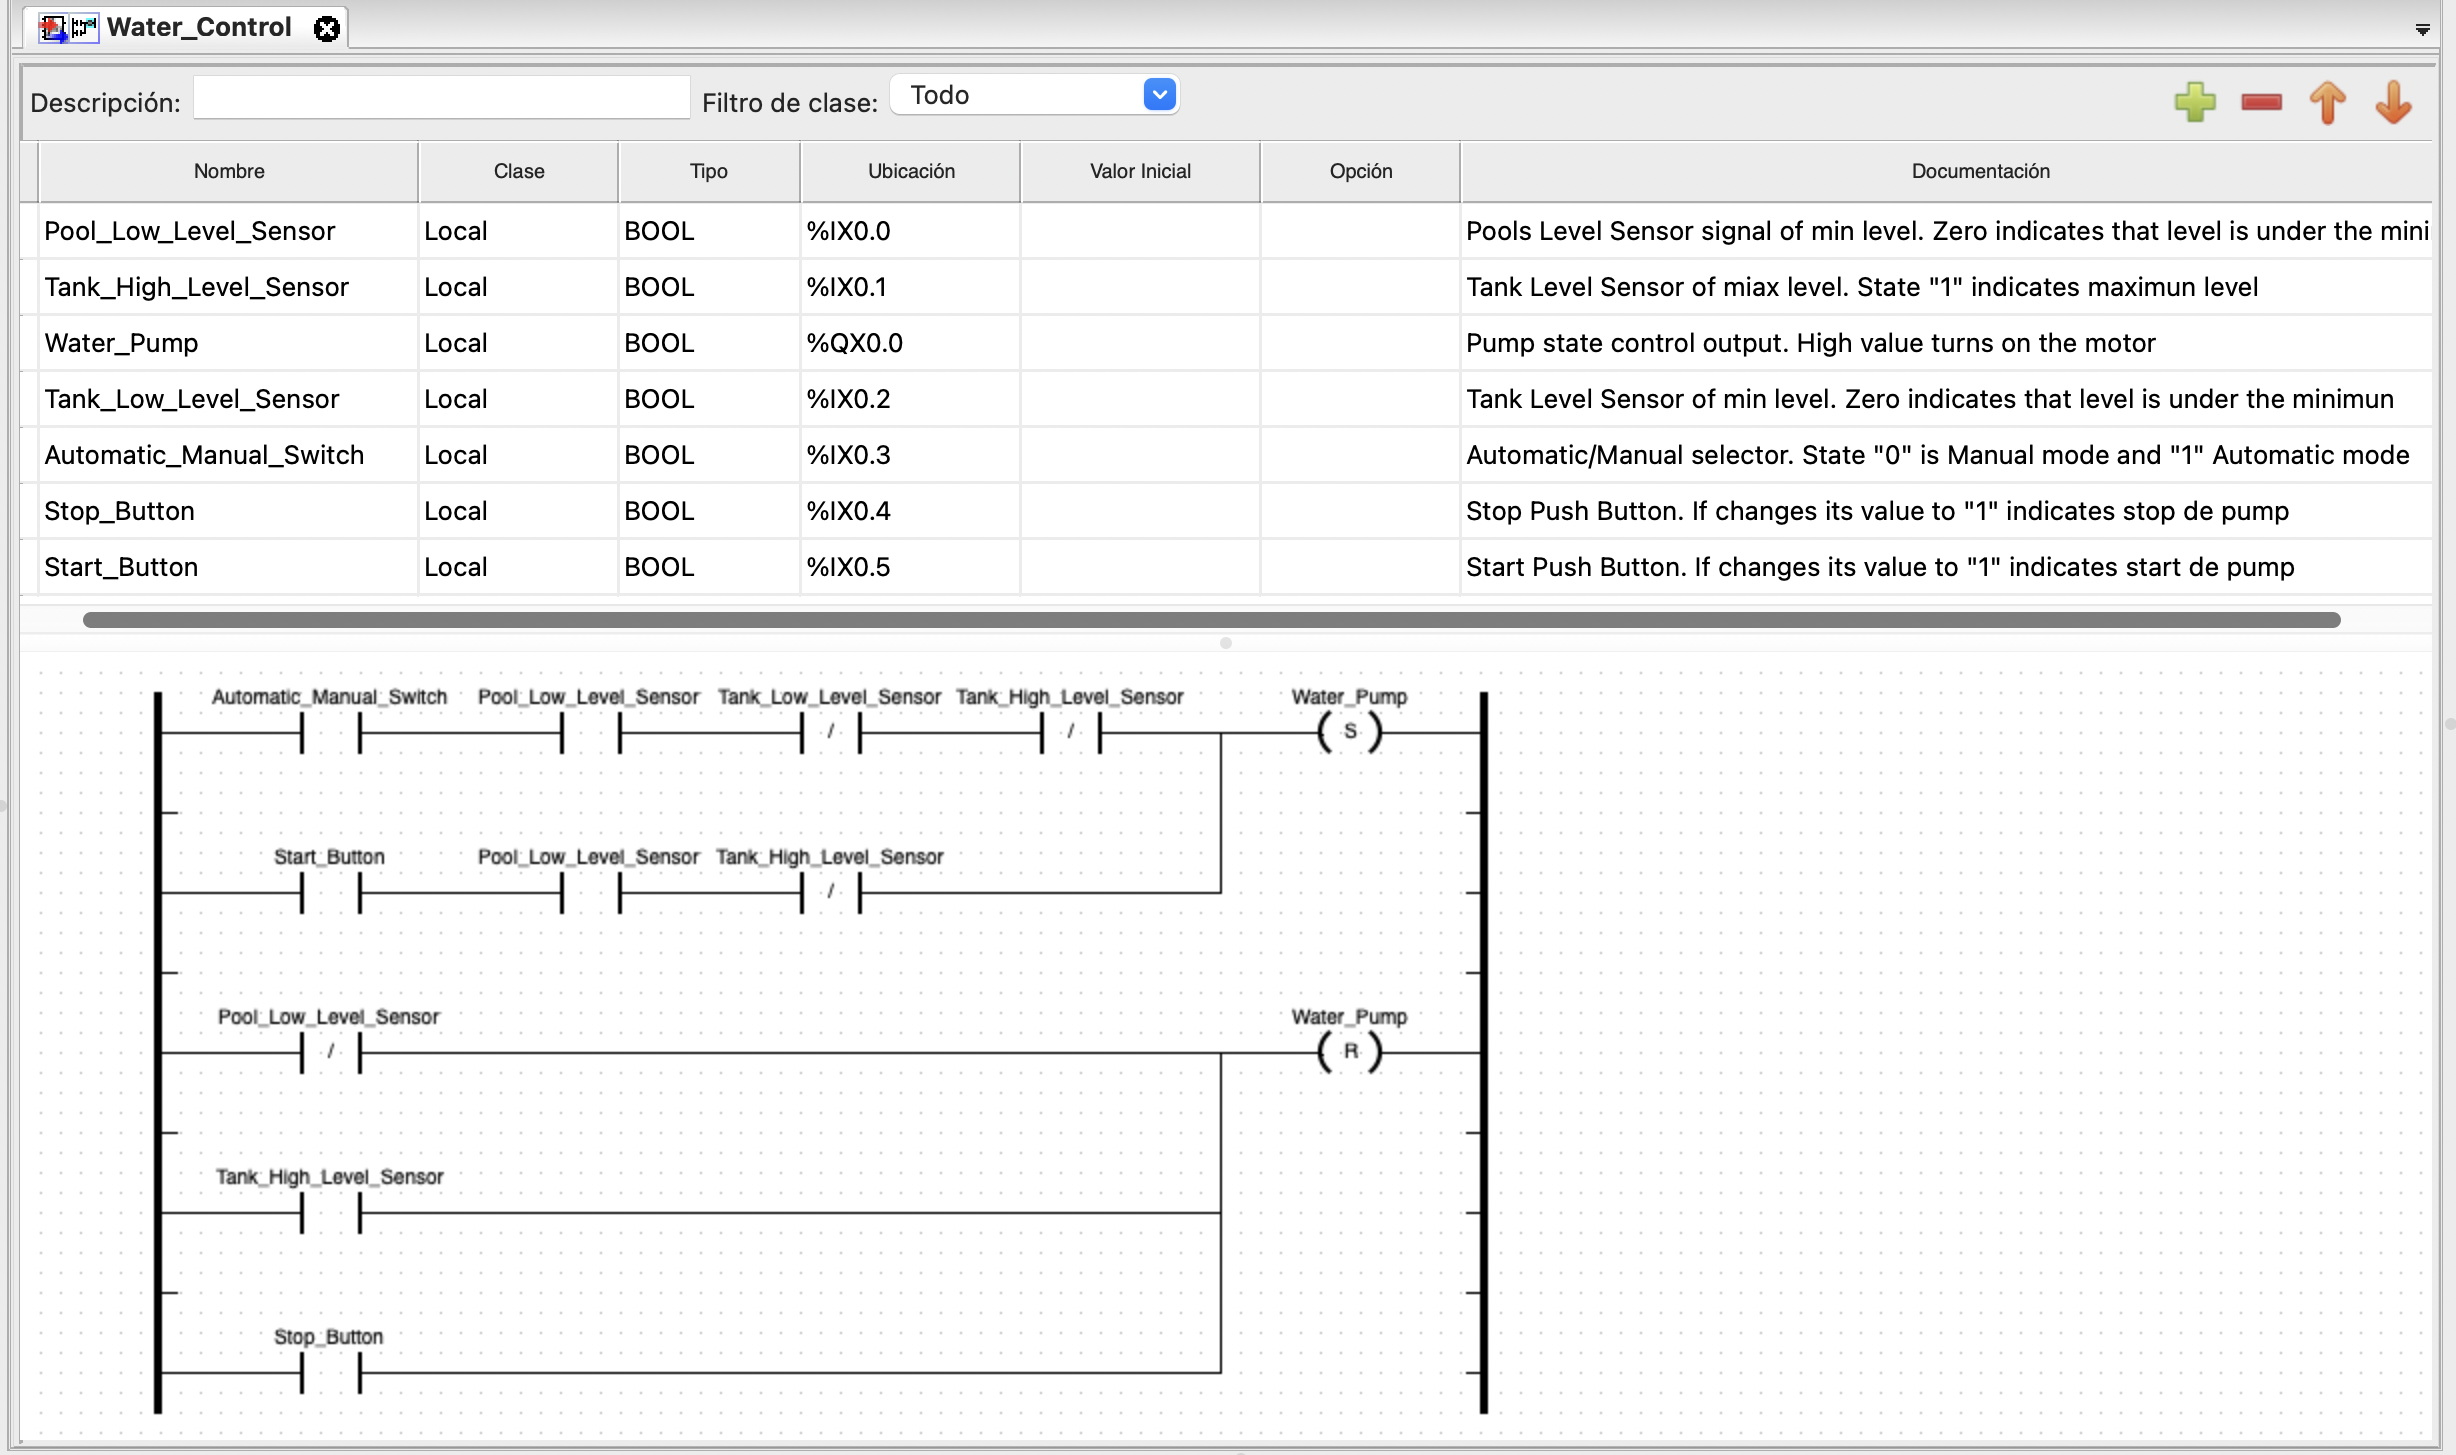 Water_Control
Descripción: Filtro de clase: Todo
Nombre Clase Tipo Ubicación Valor Inicial Opción Documentación
Pool_Low_Level_Sensor Local BOOL %IX0.0 Pools Level Sensor signal of min level. Zero indicates that level is under the mini
Tank_High_Level_Sensor Local BOOL %IX0.1 Tank Level Sensor of miax level. State "1" indicates maximun level
Water_Pump Local BOOL %QX0.0 Pump state control output. High value turns on the motor
Tank_Low_Level_Sensor Local BOOL %IX0.2 Tank Level Sensor of min level. Zero indicates that level is under the minimun
Automatic_Manual_Switch Local BOOL %IX0.3 Automatic/Manual selector. State "0" is Manual mode and "1" Automatic mode
Stop_Button Local BOOL %IX0.4 Stop Push Button. If changes its value to "1" indicates stop de pump
Start_Button Local BOOL %IX0.5 Start Push Button. If changes its value to "1" indicates start de pump
Automatic_Manual_Switch Pool_Low_Level_Sensor Tank_Low_Level_Sensor Tank_High_Level_Sensor Water_Pump
/ / S
Start_Button Pool_Low_Level_Sensor Tank_High_Level_Sensor
/
Pool_Low_Level_Sensor Water_Pump
/ R
Tank_High_Level_Sensor
Stop_Button